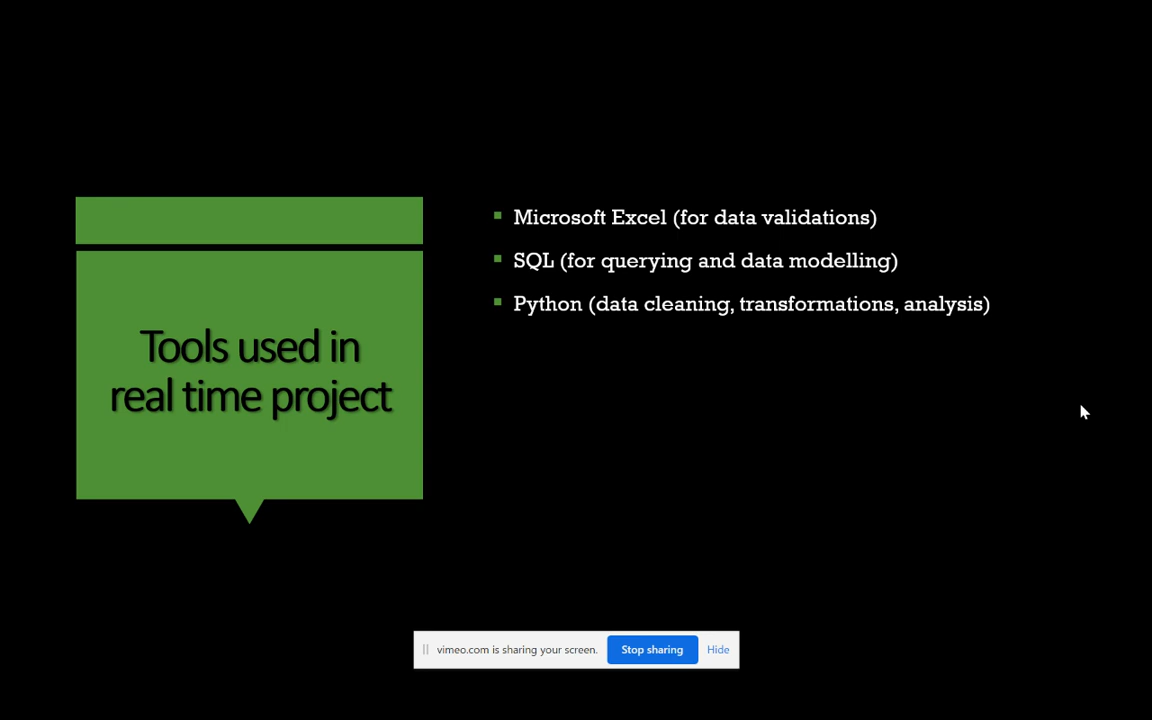 Tools used in
real time project
Microsoft Excel (for data validations)
SQL (for querying and data modelling)
Python (data cleaning, transformations, analysis)
vimeo.com is sharing your screen. Stop sharing Hide